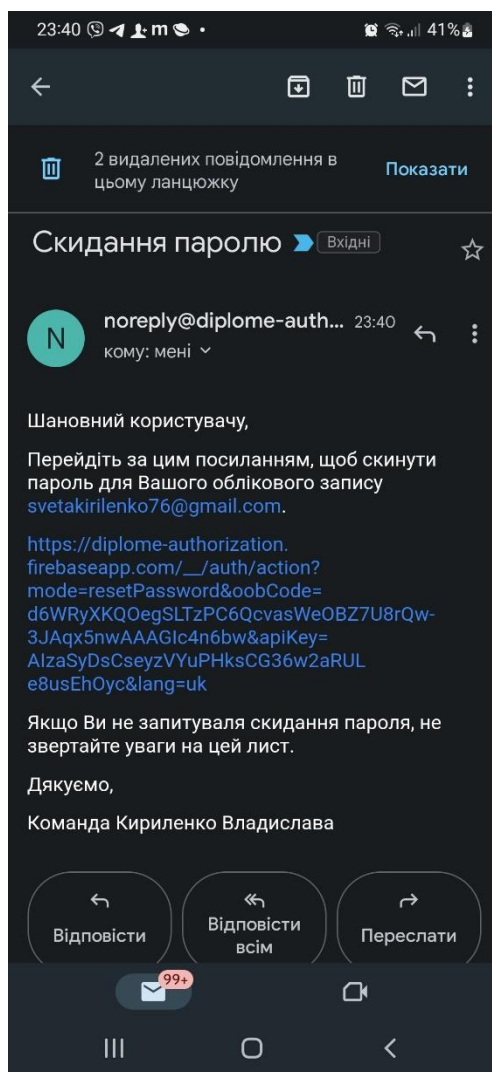 23:40 m • 41%
2 видалених повідомлення в
цьому ланцюжку
Показати
Скидання паролю Вхідні
N
noreply@diplome-auth... 23:40
кому: мені
Шановний користувачу,
Перейдіть за цим посиланням, щоб скинути
пароль для Вашого облікового запису
svetakirilenko76@gmail.com.
https://diplome-authorization.
firebaseapp.com/__/auth/action?
mode=resetPassword&oobCode=
d6WRyXKQOegSLTzPC6QcvasWeOBZ7U8rQw-
3JAqx5nwAAAGIc4n6bw&apiKey=
AIzaSyDsCseyzVYuPHksCG36w2aRUL
e8usEhOyc&lang=uk
Якщо Ви не запитуваля скидання пароля, не
звертайте уваги на цей лист.
Дякуємо,
Команда Кириленко Владислава
Відповісти
Відповісти
всім
Переслати
99+